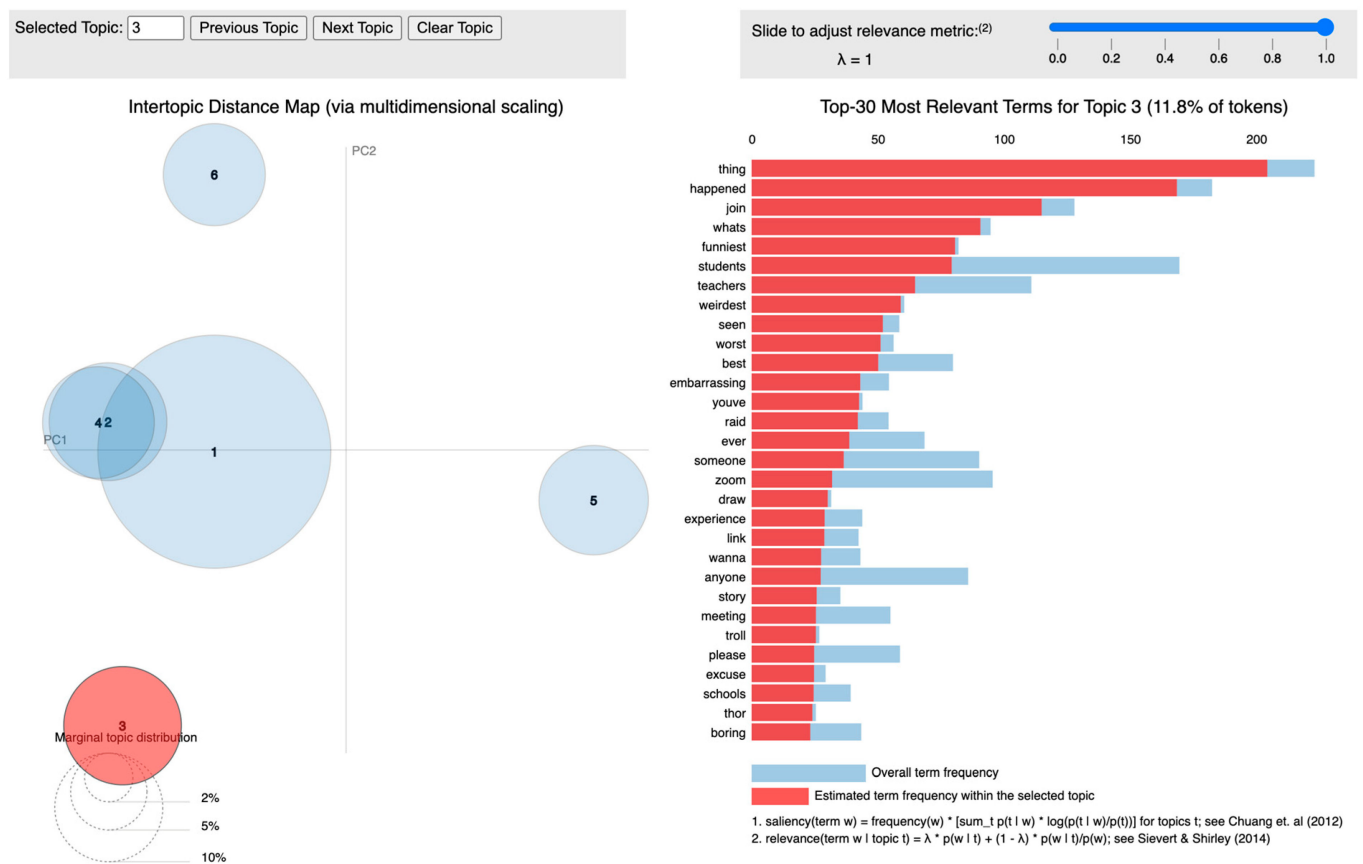 Selected Topic: 3 Previous Topic Next Topic Clear Topic
Slide to adjust relevance metric:(2)
λ = 1
0.0 0.2 0.4 0.6 0.8 1.0
Intertopic Distance Map (via multidimensional scaling)
PC2
6
4 2
PC1
1
5
3
Marginal topic distribution
2%
5%
10%
Top-30 Most Relevant Terms for Topic 3 (11.8% of tokens)
0 50 100 150 200
thing
happened
join
whats
funniest
students
teachers
weirdest
seen
worst
best
embarrassing
youve
raid
ever
someone
zoom
draw
experience
link
wanna
anyone
story
meeting
troll
please
excuse
schools
thor
boring
Overall term frequency
Estimated term frequency within the selected topic
1. saliency(term w) = frequency(w) * [sum_t p(t | w) * log(p(t | w)/p(t))] for topics t; see Chuang et. al (2012)
2. relevance(term w | topic t) = λ * p(w | t) + (1 - λ) * p(w | t)/p(w); see Sievert & Shirley (2014)